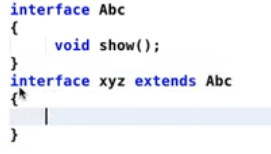 interface Abc
{
void show();
}
interface xyz extends Abc
{
}